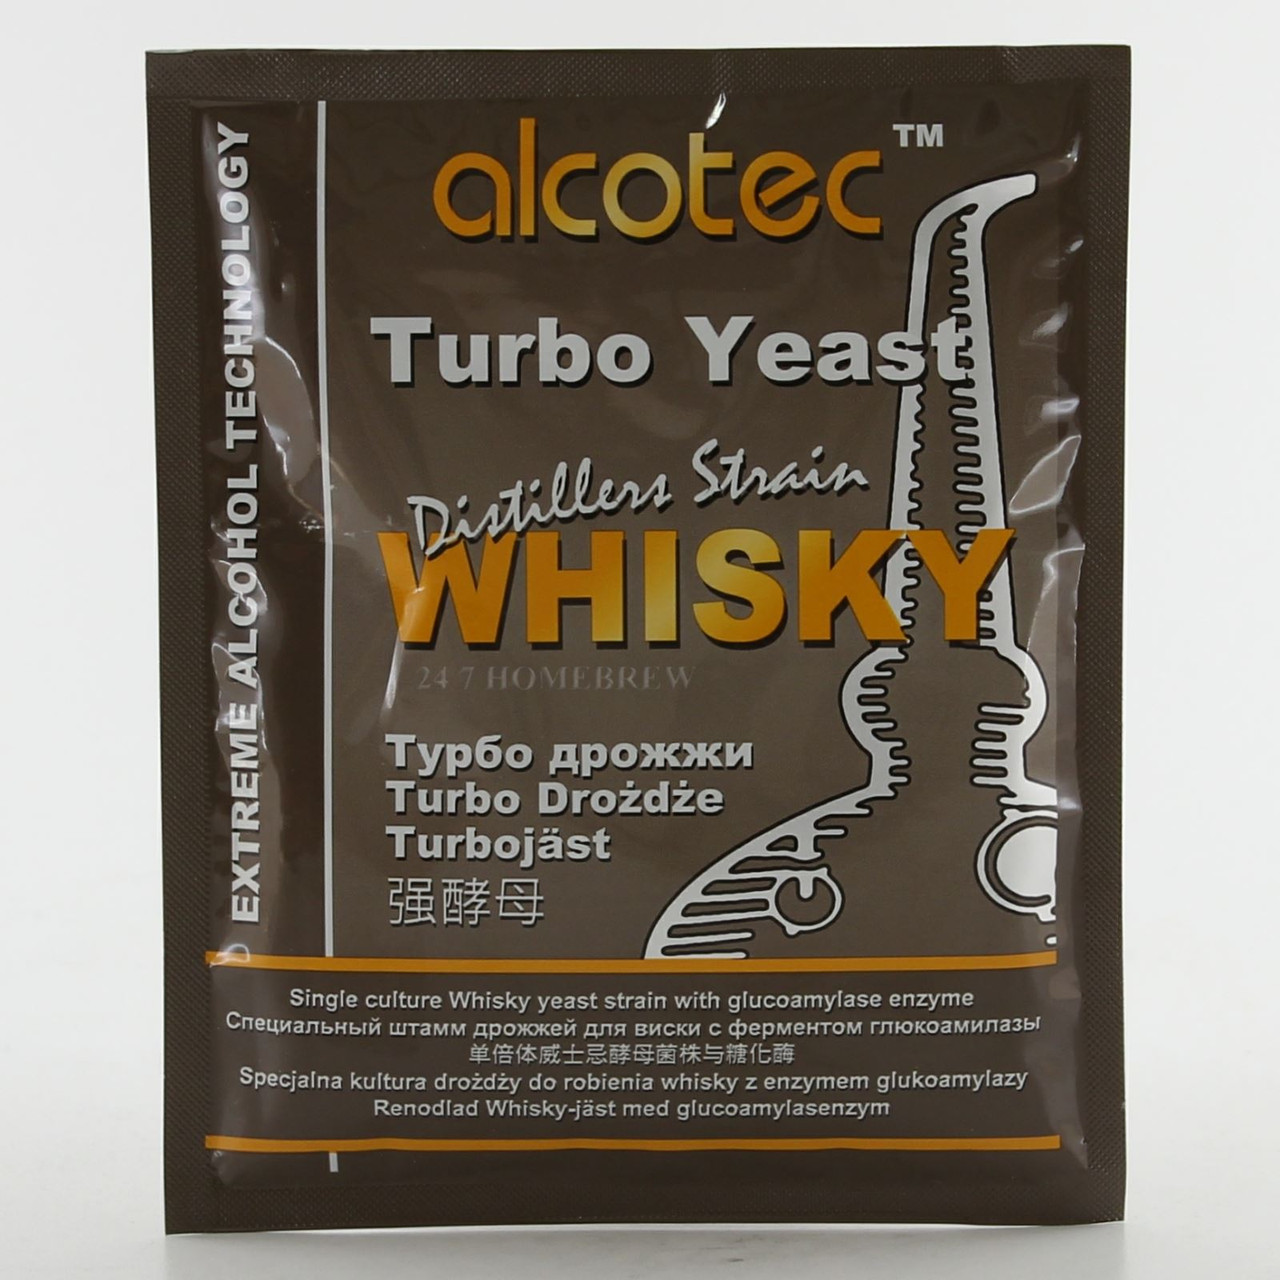 EXTREME ALCOHOL TECHNOLOGY
alcotec™
Turbo Yeast
Distillers Strain
WHISKY
24 7 HOMEBREW
Турбо дрожжи
Turbo Drożdże
Turbojäst
强酵母
Single culture Whisky yeast strain with glucoamylase enzyme
Специальный штамм дрожжей для виски с ферментом глюкоамилазы
单倍体威士忌酵母菌株与糖化酶
Specjalna kultura drożdży do robienia whisky z enzymem glukoamylazy
Renodlad Whisky-jäst med glucoamylasenzym